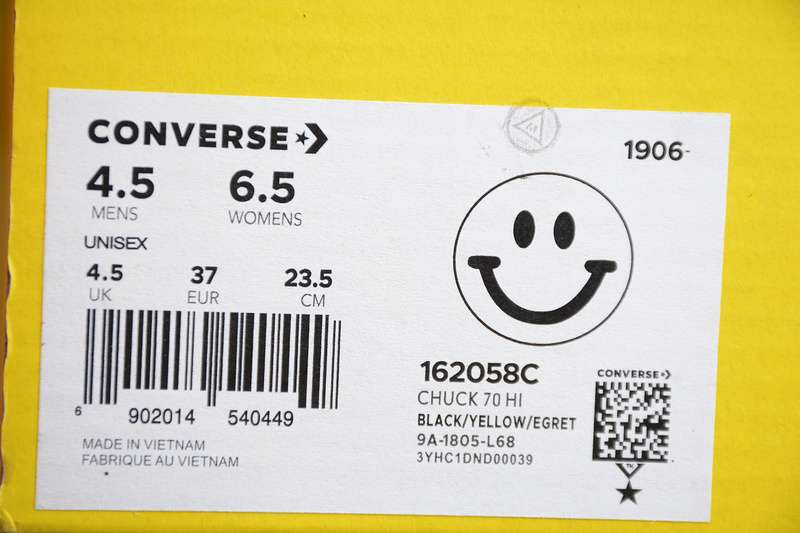 CONVERSE
1906-
4.5 6.5
MENS WOMENS
UNISEX
4.5 37 23.5
UK EUR CM
6 902014 540449
MADE IN VIETNAM
FABRIQUE AU VIETNAM
162058C
CHUCK 70 HI
BLACK/YELLOW/EGRET
9A-1805-L68
3YHC1DND00039
CONVERSE
TM